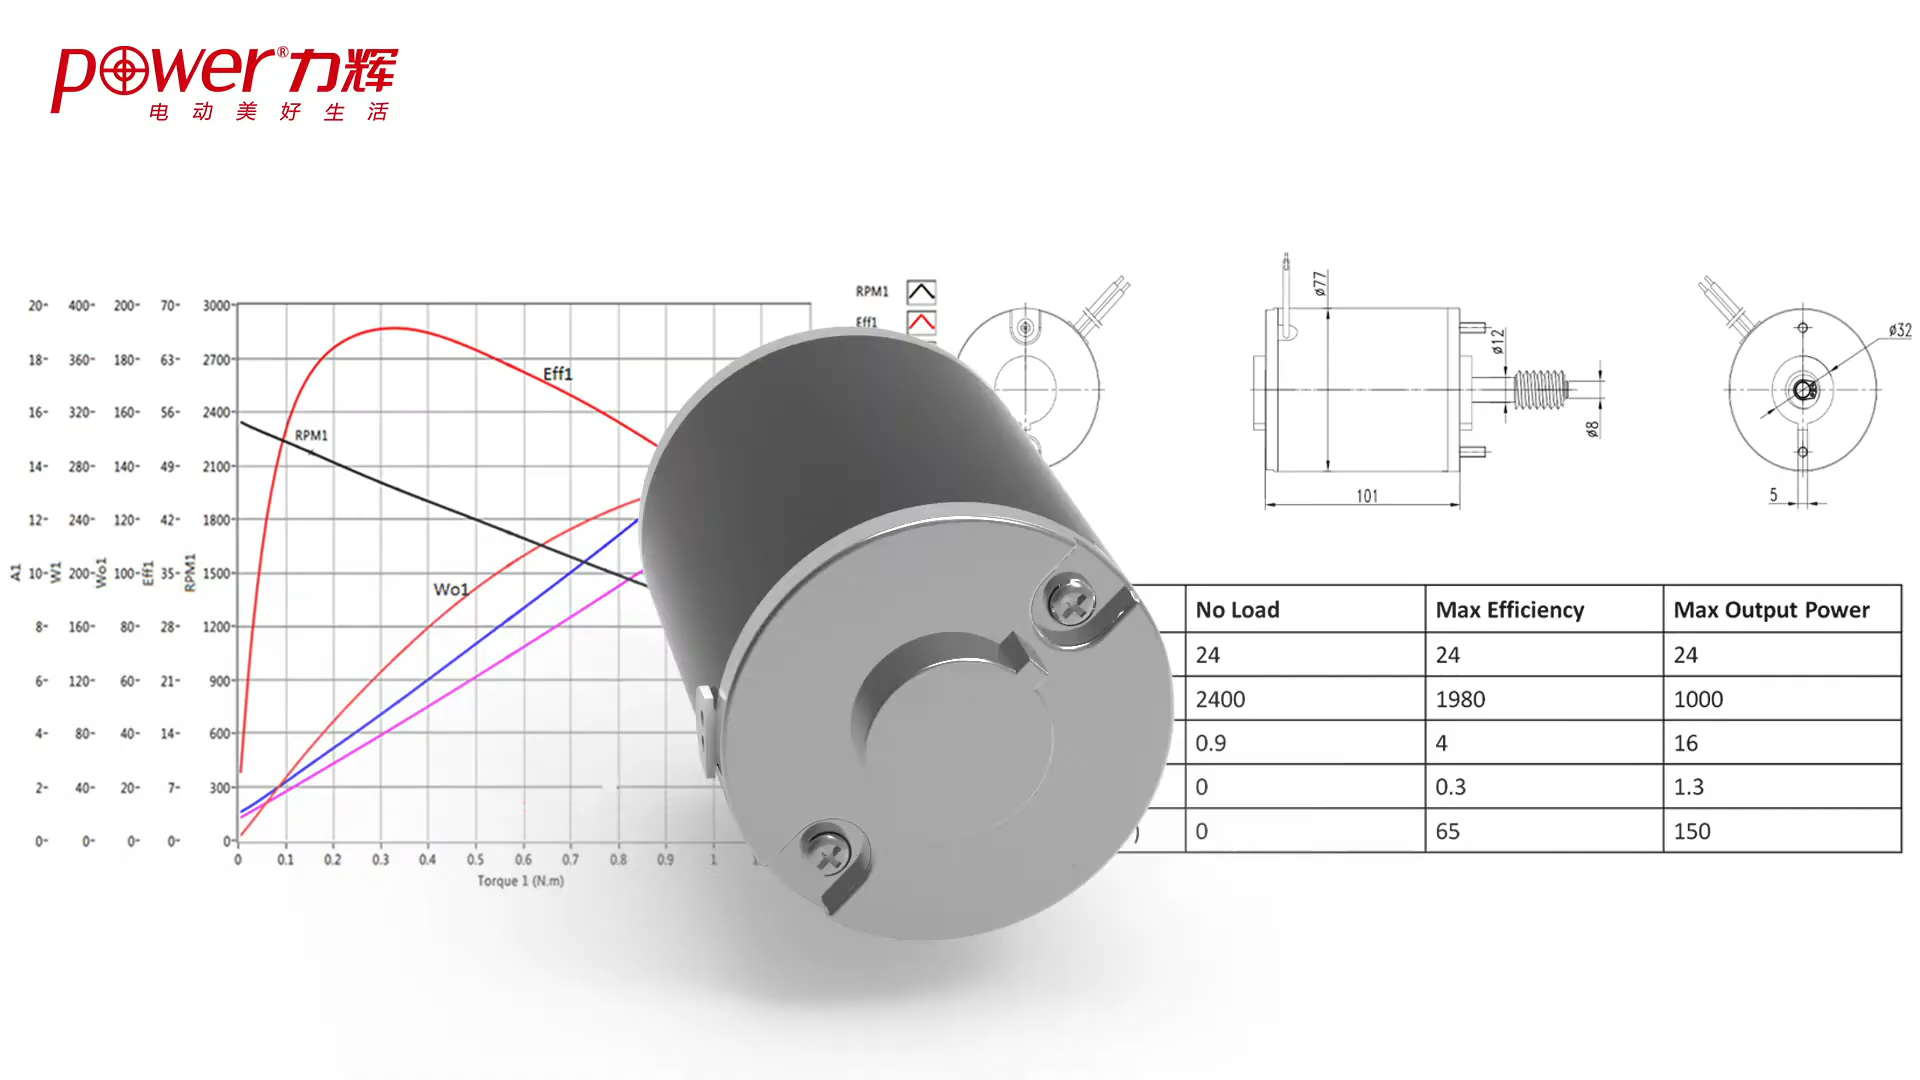 power®力辉
电动美好生活
20- 400- 200- 70- 3000-
18- 360- 180- 63- 2700-
16- 320- 160- 56- 2400-
14- 280- 140- 49- 2100-
12- 240- 120- 42- 1800-
10- 200- 100- 35- 1500-
8- 160- 80- 28- 1200-
6- 120- 60- 21- 900-
4- 80- 40- 14- 600-
2- 40- 20- 7- 300-
0- 0- 0- 0- 0-
A1 W1 Wo1 Eff1 RPM1
Eff1
RPM1
Wo1
0 0.1 0.2 0.3 0.4 0.5 0.6 0.7 0.8 0.9 1
Torque 1 (N.m)
RPM1
Eff1
ø77
ø12
ø8
101
ø32
5
No Load Max Efficiency Max Output Power
24 24 24
2400 1980 1000
0.9 4 16
0 0.3 1.3
) 0 65 150